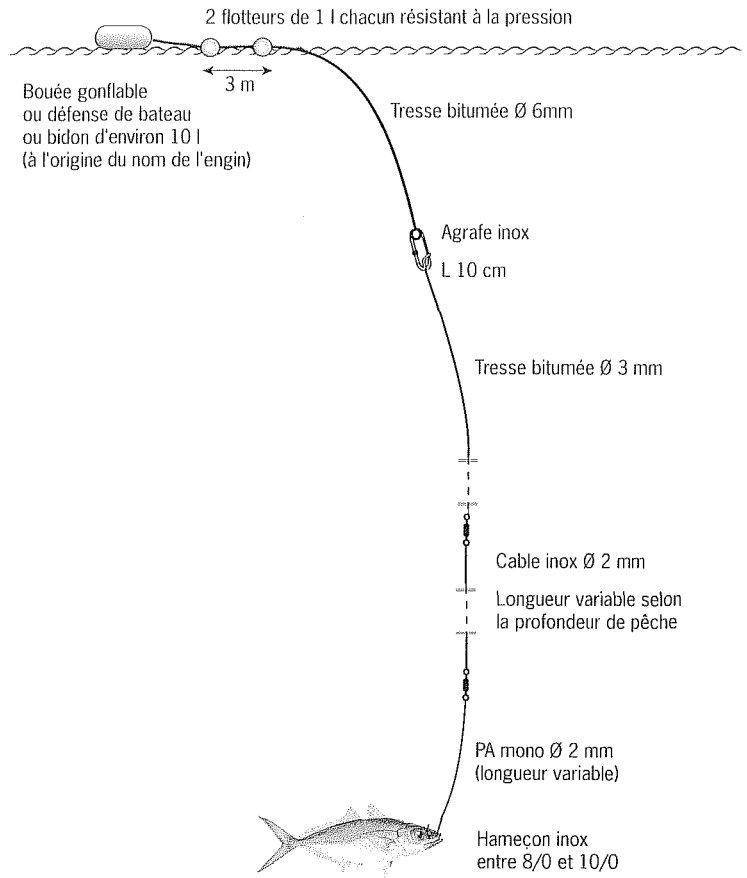 2 flotteurs de 1 l chacun résistant à la pression
3 m
Bouée gonflable
ou défense de bateau
ou bidon d'environ 10 l
(à l'origine du nom de l'engin)
Tresse bitumée Ø 6mm
Agrafe inox
L 10 cm
Tresse bitumée Ø 3 mm
Cable inox Ø 2 mm
Longueur variable selon
la profondeur de pêche
PA mono Ø 2 mm
(longueur variable)
Hameçon inox
entre 8/0 et 10/0